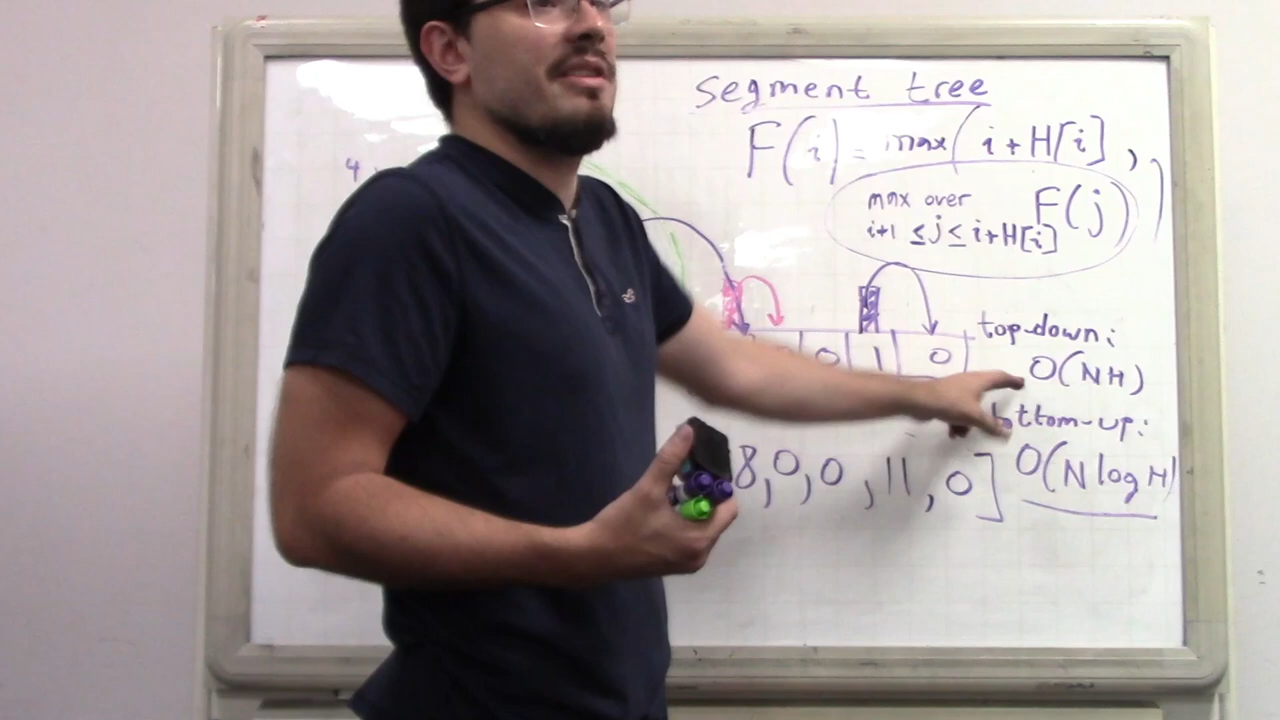 segment tree
F(i) = max( i + H[i] ,
max over F(j) )
i+1 ≤ j ≤ i+H[i]
4
top-down:
0 1 0
O(NH)
bottom-up:
8, 0, 0, 11, 0] O(N log H)